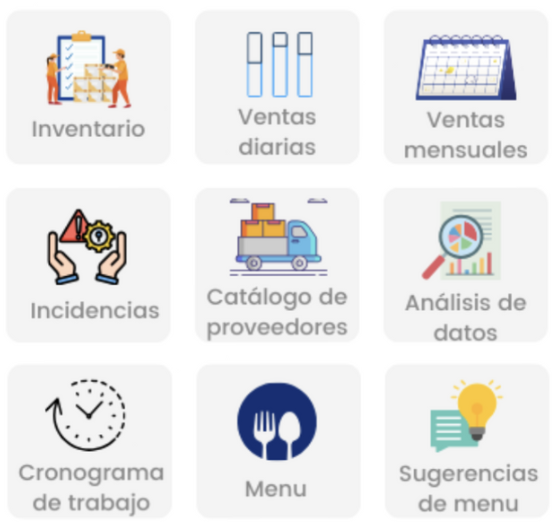 Inventario
Ventas
diarias
Ventas
mensuales
Incidencias
Catálogo de
proveedores
Análisis de
datos
Cronograma
de trabajo
Menu
Sugerencias
de menu